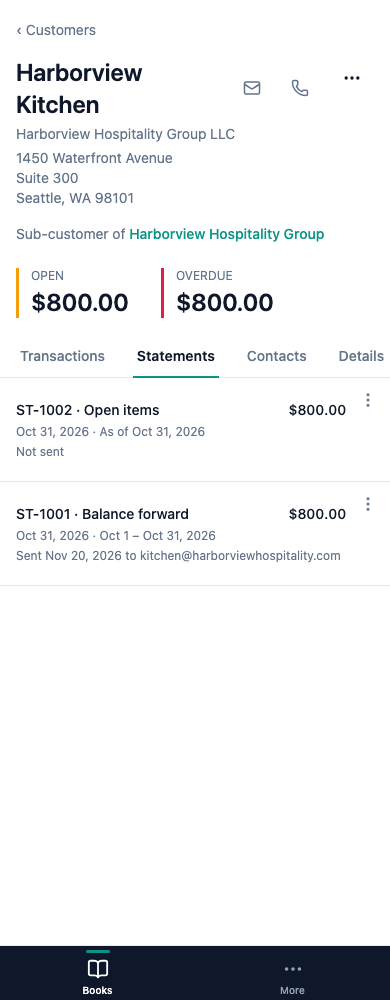 ‹ Customers
Harborview
Kitchen
Harborview Hospitality Group LLC
1450 Waterfront Avenue
Suite 300
Seattle, WA 98101
Sub-customer of Harborview Hospitality Group
OPEN
$800.00
OVERDUE
$800.00
Transactions
Statements
Contacts
Details
ST-1002 · Open items
$800.00
Oct 31, 2026 · As of Oct 31, 2026
Not sent
ST-1001 · Balance forward
$800.00
Oct 31, 2026 · Oct 1 – Oct 31, 2026
Sent Nov 20, 2026 to kitchen@harborviewhospitality.com
Books
More